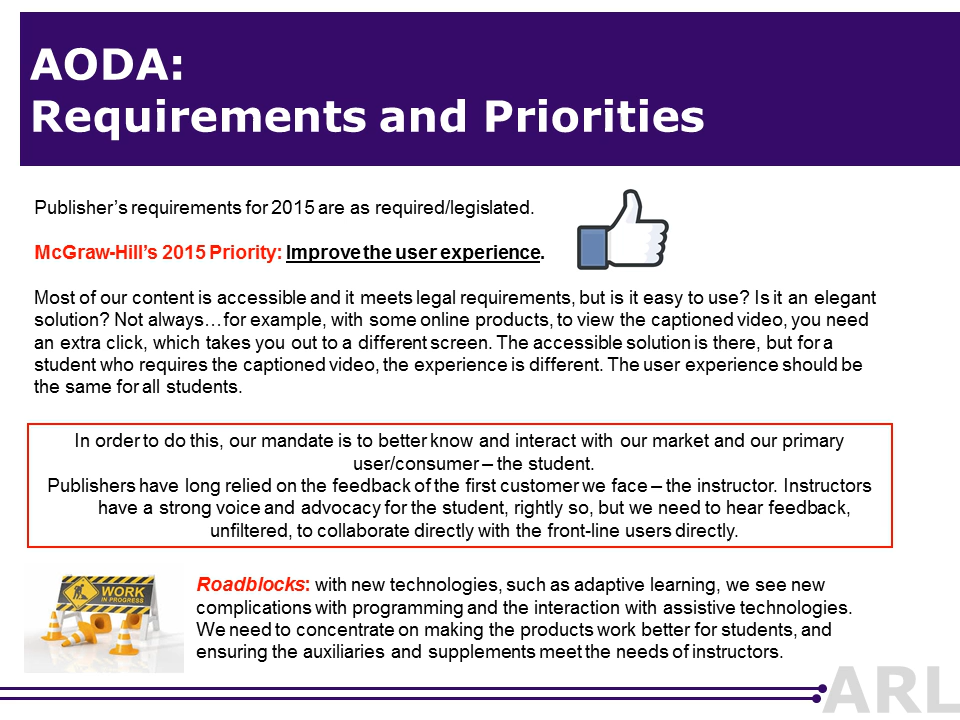 AODA:
Requirements and Priorities
Publisher's requirements for 2015 are as required/legislated.
McGraw-Hill's 2015 Priority: Improve the user experience.
Most of our content is accessible and it meets legal requirements, but is it easy to use? Is it an elegant
solution? Not always…for example, with some online products, to view the captioned video, you need
an extra click, which takes you out to a different screen. The accessible solution is there, but for a
student who requires the captioned video, the experience is different. The user experience should be
the same for all students.
In order to do this, our mandate is to better know and interact with our market and our primary
user/consumer – the student.
Publishers have long relied on the feedback of the first customer we face – the instructor. Instructors
have a strong voice and advocacy for the student, rightly so, but we need to hear feedback,
unfiltered, to collaborate directly with the front-line users directly.
WORK
IN PROGRESS
Roadblocks: with new technologies, such as adaptive learning, we see new
complications with programming and the interaction with assistive technologies.
We need to concentrate on making the products work better for students, and
ensuring the auxiliaries and supplements meet the needs of instructors.
ARL